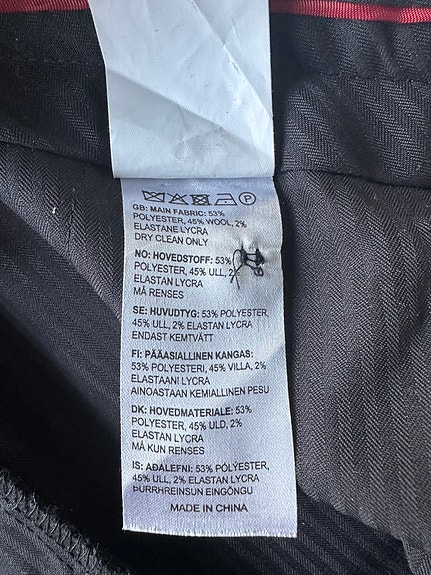 GB: MAIN FABRIC: 53%
POLYESTER, 45% WOOL, 2%
ELASTANE LYCRA
DRY CLEAN ONLY
NO: HOVEDSTOFF: 53%
POLYESTER, 45% ULL, 2%
ELASTAN LYCRA
MÅ RENSES
SE: HUVUDTYG: 53% POLYESTER,
45% ULL, 2% ELASTAN LYCRA
ENDAST KEMTVÄTT
FI: PÄÄASIALLINEN KANGAS:
53% POLYESTERI, 45% VILLA, 2%
ELASTAANI LYCRA
AINOASTAAN KEMIALLINEN PESU
DK: HOVEDMATERIALE: 53%
POLYESTER, 45% ULD, 2%
ELASTAN LYCRA
MÅ KUN RENSES
IS: AÐALEFNI: 53% PÓLÝESTER,
45% ULL, 2% ELASTAN LYCRA
ÞURRHREINSUN EINGÖNGU
MADE IN CHINA